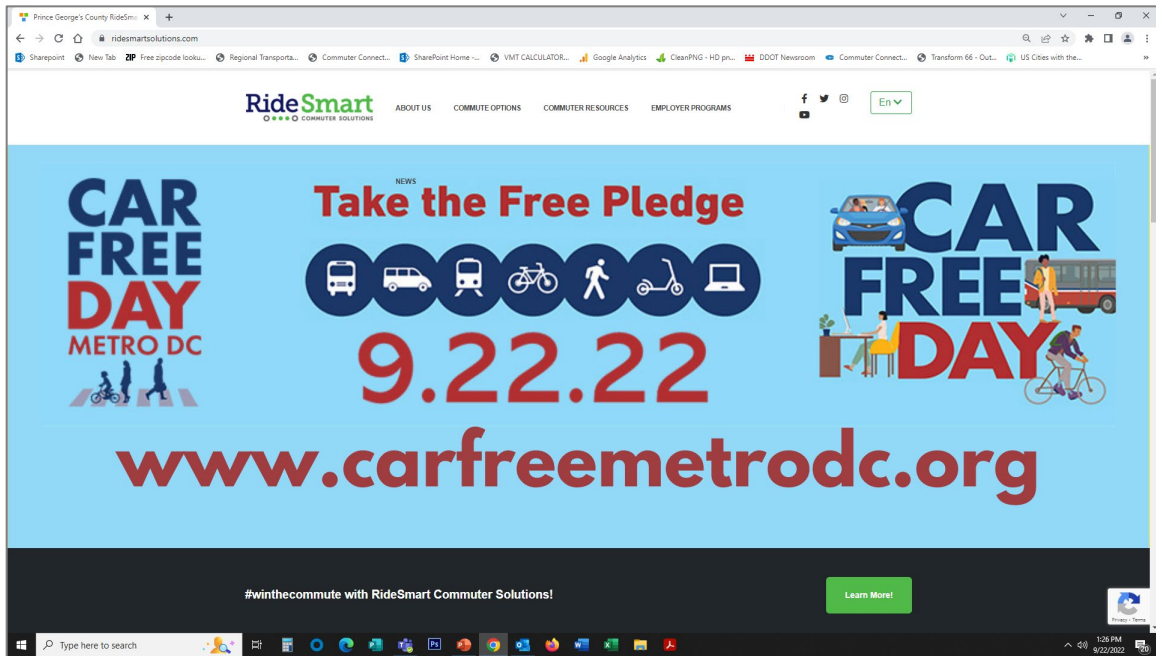 Prince George's County RideSma
ridesmartsolutions.com
Sharepoint
New Tab
ZIP Free zipcode looku...
Regional Transporta...
Commuter Connect...
SharePoint Home -...
VMT CALCULATOR...
Google Analytics
CleanPNG - HD pn...
DDOT Newsroom
Commuter Connect...
Transform 66 - Out...
US Cities with the...
RideSmart
COMMUTER SOLUTIONS
ABOUT US
COMMUTE OPTIONS
COMMUTER RESOURCES
EMPLOYER PROGRAMS
En
NEWS
CAR
FREE
DAY
METRO DC
Take the Free Pledge
9.22.22
CAR
FREE
DAY
www.carfreemetrodc.org
#winthecommute with RideSmart Commuter Solutions!
Learn More!
Privacy - Terms
Type here to search
Ps
1:26 PM
9/22/2022
20